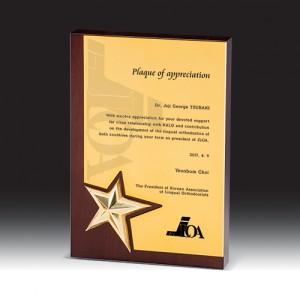 Plaque of appreciation
Dr. Joji George TSUBAKI
With sincere appreciation for your devoted support
for close relationship with KALO and contribution
on the development of the lingual orthodontics of
both countries during your term as president of JLOA.
2017. 4. 9
Yoonbum Choi
The President of Korean Association
of Lingual Orthodontists
JLOA